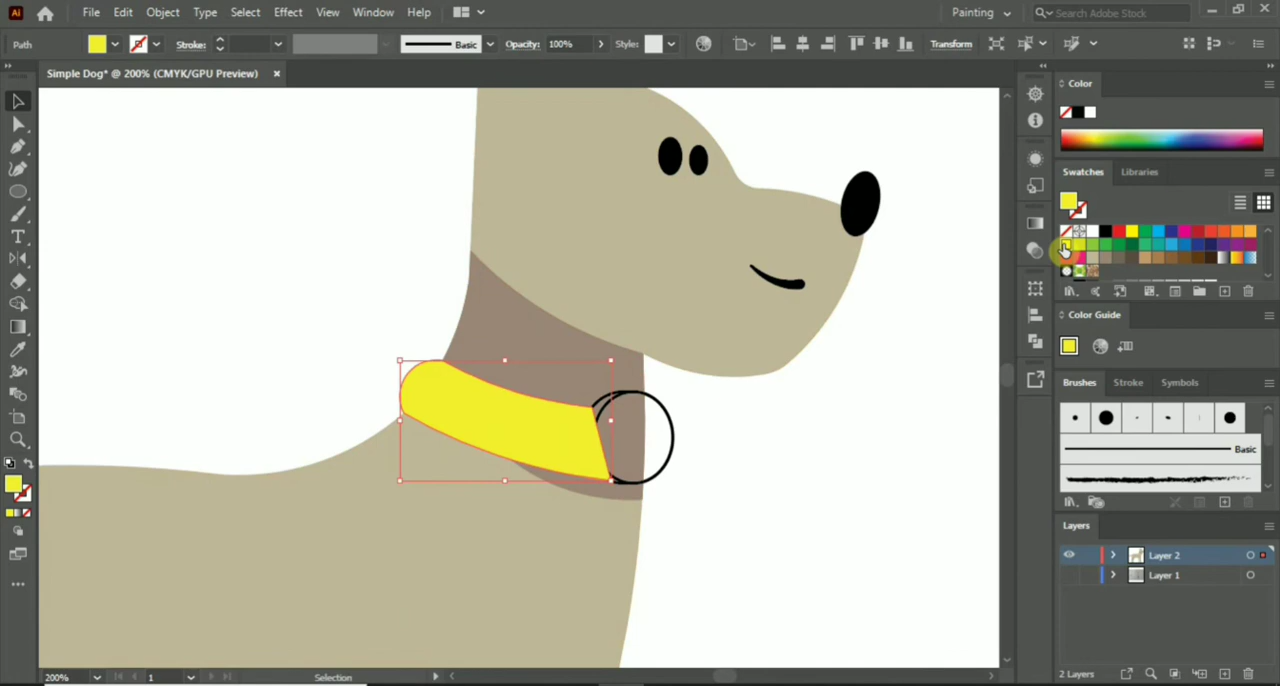 Ai File Edit Object Type Select Effect View Window Help Painting Search Adobe Stock
Path Stroke: Basic Opacity: 100% Style: Transform
Simple Dog* @ 200% (CMYK/GPU Preview) ×
Color
Swatches Libraries
Color Guide
Brushes Stroke Symbols
Basic
Layers
Layer 2
Layer 1
2 Layers
200% 1 Selection